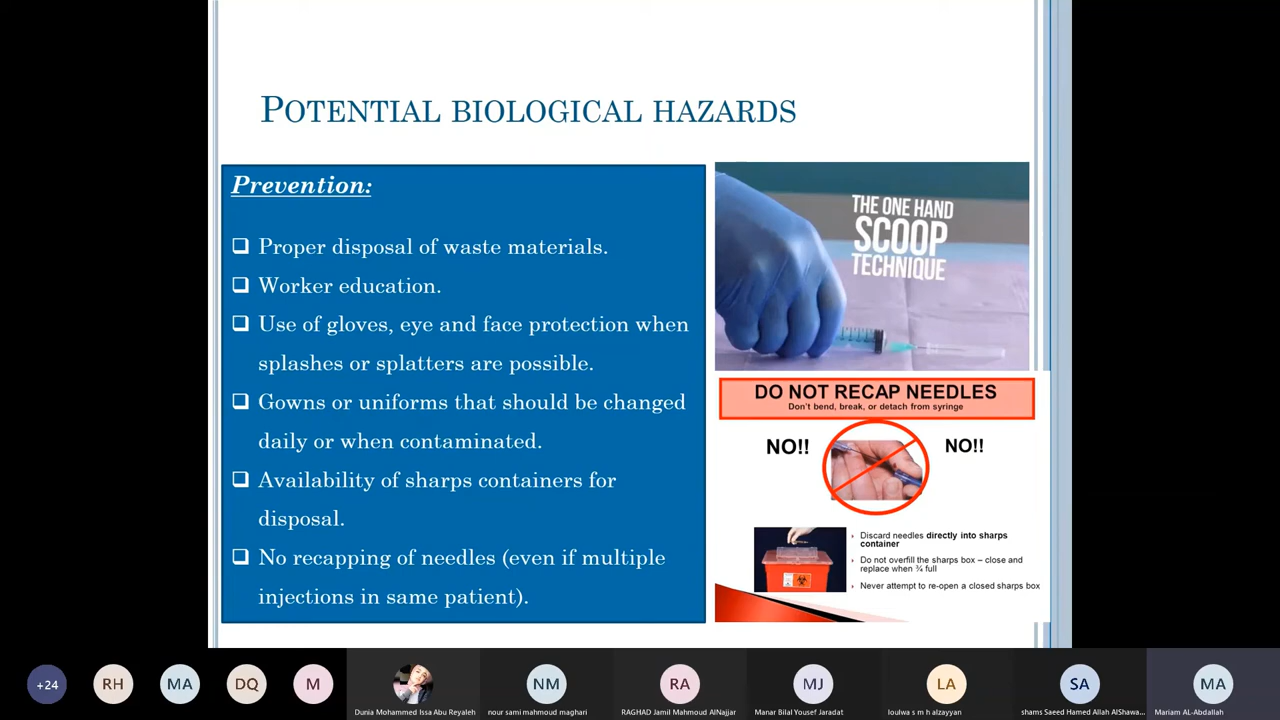 POTENTIAL BIOLOGICAL HAZARDS
Prevention:
Proper disposal of waste materials.
Worker education.
Use of gloves, eye and face protection when
splashes or splatters are possible.
Gowns or uniforms that should be changed
daily or when contaminated.
Availability of sharps containers for
disposal.
No recapping of needles (even if multiple
injections in same patient).
THE ONE HAND
SCOOP
TECHNIQUE
DO NOT RECAP NEEDLES
Don't bend, break, or detach from syringe
NO!!
NO!!
Discard needles directly into sharps
container
Do not overfill the sharps box – close and
replace when ¾ full
Never attempt to re-open a closed sharps box
+24
RH
MA
DQ
M
Dunia Mohammed Issa Abu Reyaleh
NM
nour sami mahmoud maghari
RA
RAGHAD Jamil Mahmoud AlNajjar
MJ
Manar Bilal Yousef Jaradat
LA
loulwa s m h alzayyan
SA
shams Saeed Hamed Allah AlShawa...
MA
Mariam AL-Abdallah